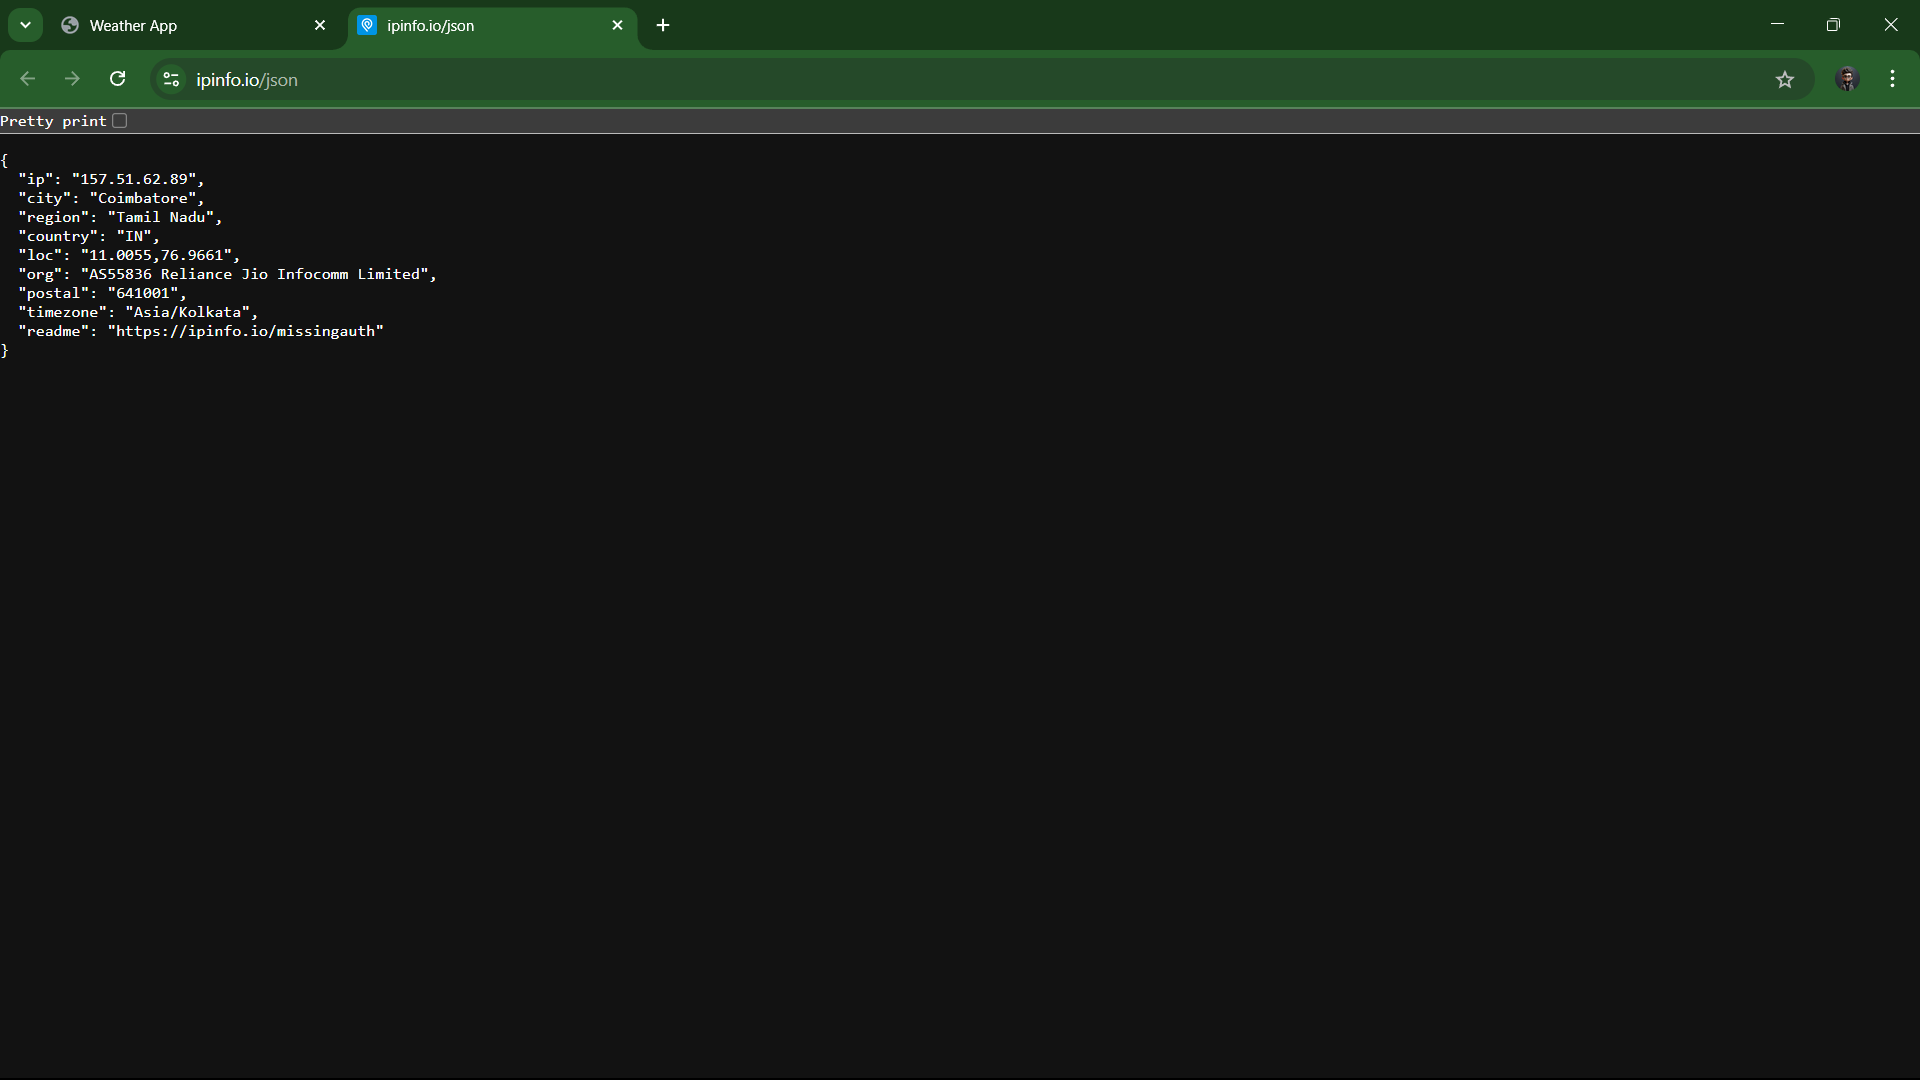 Weather App
ipinfo.io/json
ipinfo.io/json
Pretty print
{
"ip": "157.51.62.89",
"city": "Coimbatore",
"region": "Tamil Nadu",
"country": "IN",
"loc": "11.0055,76.9661",
"org": "AS55836 Reliance Jio Infocomm Limited",
"postal": "641001",
"timezone": "Asia/Kolkata",
"readme": "https://ipinfo.io/missingauth"
}